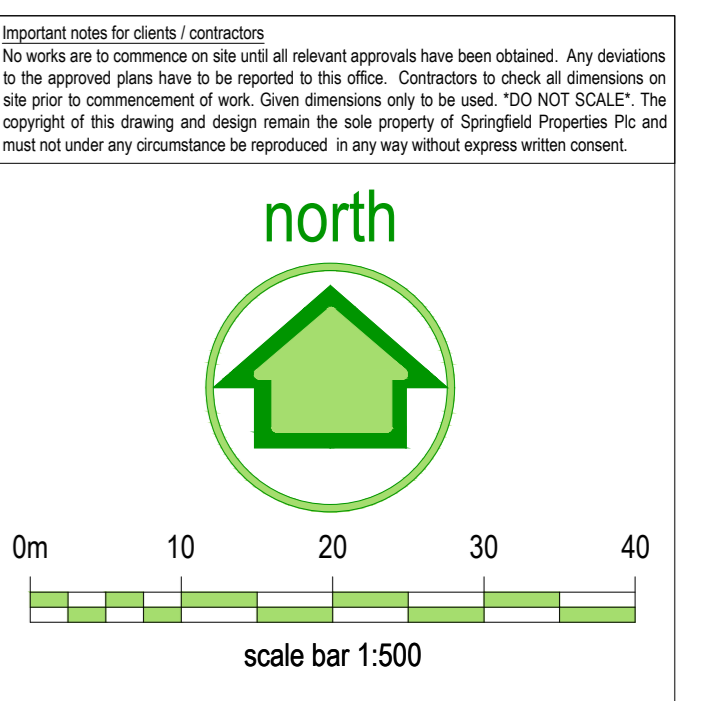 Important notes for clients / contractors
No works are to commence on site until all relevant approvals have been obtained. Any deviations
to the approved plans have to be reported to this office. Contractors to check all dimensions on
site prior to commencement of work. Given dimensions only to be used. *DO NOT SCALE*. The
copyright of this drawing and design remain the sole property of Springfield Properties Plc and
must not under any circumstance be reproduced in any way without express written consent.
north
0m 10 20 30 40
scale bar 1:500